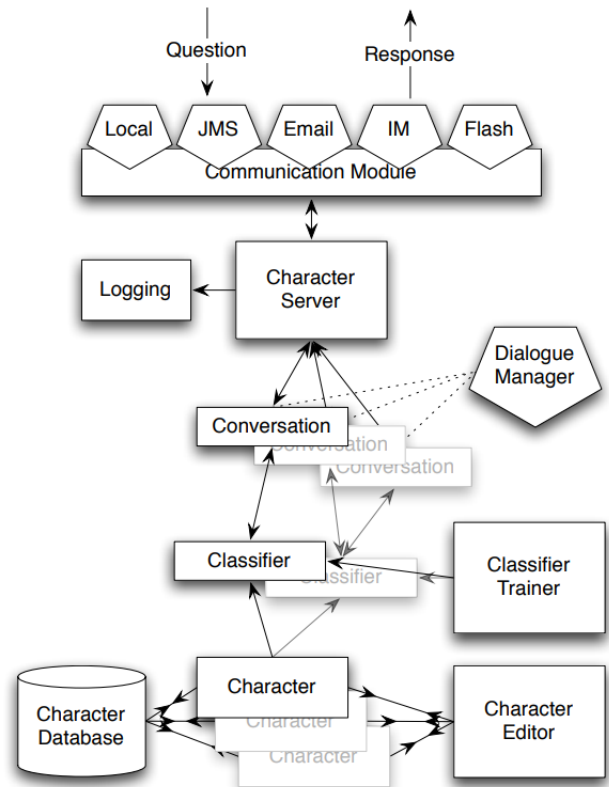 Question
Response
Local
JMS
Email
IM
Flash
Communication Module
Logging
Character
Server
Dialogue
Manager
Conversation
Conversation
Conversation
Classifier
Classifier
Classifier
Trainer
Character
Database
Character
Character
Character
Character
Editor